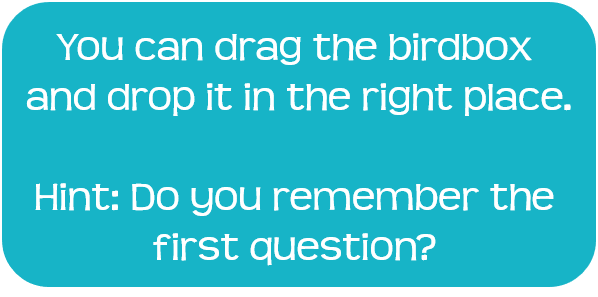 You can drag the birdbox
and drop it in the right place.
Hint: Do you remember the
first question?